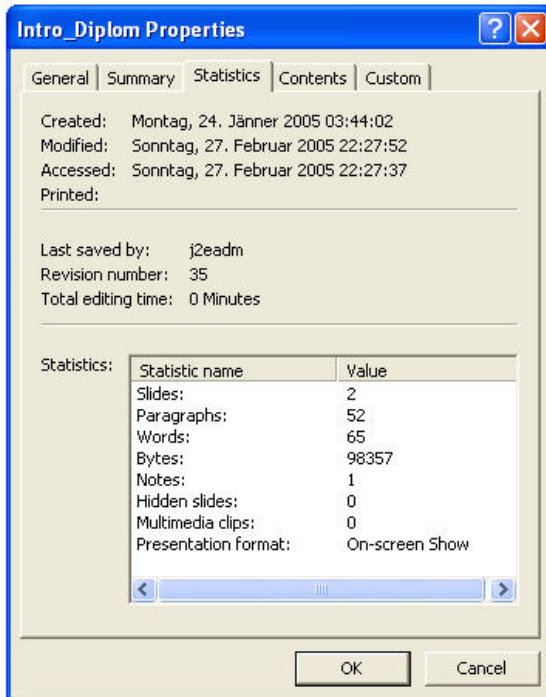 Intro_Diplom Properties
General Summary Statistics Contents Custom
Created: Montag, 24. Jänner 2005 03:44:02
Modified: Sonntag, 27. Februar 2005 22:27:52
Accessed: Sonntag, 27. Februar 2005 22:27:37
Printed:
Last saved by: j2eadm
Revision number: 35
Total editing time: 0 Minutes
Statistics:
Statistic name Value
Slides: 2
Paragraphs: 52
Words: 65
Bytes: 98357
Notes: 1
Hidden slides: 0
Multimedia clips: 0
Presentation format: On-screen Show
OK Cancel